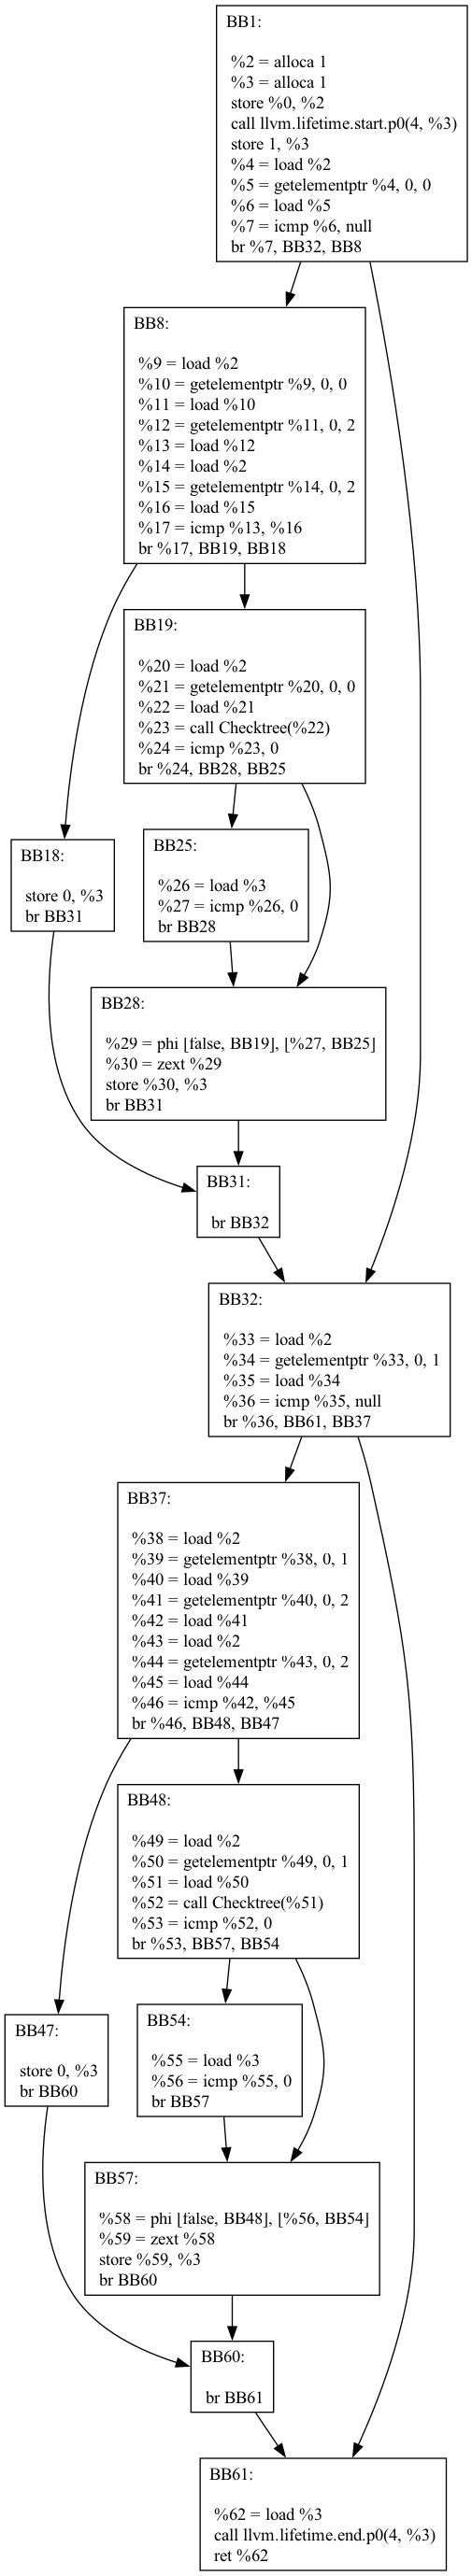 BB1:
%2 = alloca 1
%3 = alloca 1
store %0, %2
call llvm.lifetime.start.p0(4, %3)
store 1, %3
%4 = load %2
%5 = getelementptr %4, 0, 0
%6 = load %5
%7 = icmp %6, null
br %7, BB32, BB8
BB8:
%9 = load %2
%10 = getelementptr %9, 0, 0
%11 = load %10
%12 = getelementptr %11, 0, 2
%13 = load %12
%14 = load %2
%15 = getelementptr %14, 0, 2
%16 = load %15
%17 = icmp %13, %16
br %17, BB19, BB18
BB19:
%20 = load %2
%21 = getelementptr %20, 0, 0
%22 = load %21
%23 = call Checktree(%22)
%24 = icmp %23, 0
br %24, BB28, BB25
BB18:
store 0, %3
br BB31
BB25:
%26 = load %3
%27 = icmp %26, 0
br BB28
BB28:
%29 = phi [false, BB19], [%27, BB25]
%30 = zext %29
store %30, %3
br BB31
BB31:
br BB32
BB32:
%33 = load %2
%34 = getelementptr %33, 0, 1
%35 = load %34
%36 = icmp %35, null
br %36, BB61, BB37
BB37:
%38 = load %2
%39 = getelementptr %38, 0, 1
%40 = load %39
%41 = getelementptr %40, 0, 2
%42 = load %41
%43 = load %2
%44 = getelementptr %43, 0, 2
%45 = load %44
%46 = icmp %42, %45
br %46, BB48, BB47
BB48:
%49 = load %2
%50 = getelementptr %49, 0, 1
%51 = load %50
%52 = call Checktree(%51)
%53 = icmp %52, 0
br %53, BB57, BB54
BB47:
store 0, %3
br BB60
BB54:
%55 = load %3
%56 = icmp %55, 0
br BB57
BB57:
%58 = phi [false, BB48], [%56, BB54]
%59 = zext %58
store %59, %3
br BB60
BB60:
br BB61
BB61:
%62 = load %3
call llvm.lifetime.end.p0(4, %3)
ret %62